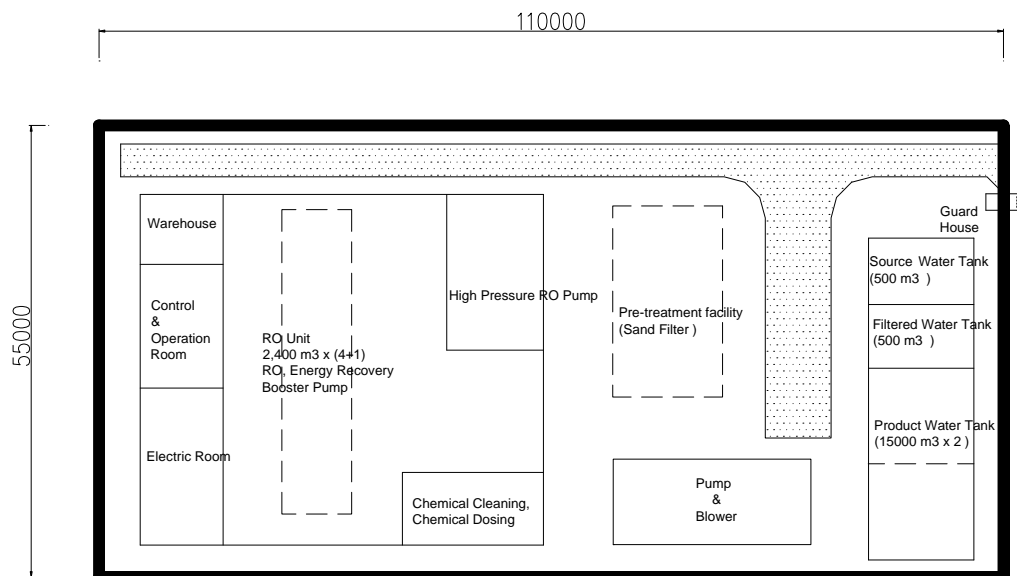 110000
55000
Guard
House
Warehouse
Source Water Tank
(500 m3 )
High Pressure RO Pump
Control
&
Operation
Room
Pre-treatment facility
(Sand Filter )
Filtered Water Tank
(500 m3 )
RO Unit
2,400 m3 x (4+1)
RO, Energy Recovery
Booster Pump
Product Water Tank
(15000 m3 x 2 )
Electric Room
Chemical Cleaning,
Chemical Dosing
Pump
&
Blower